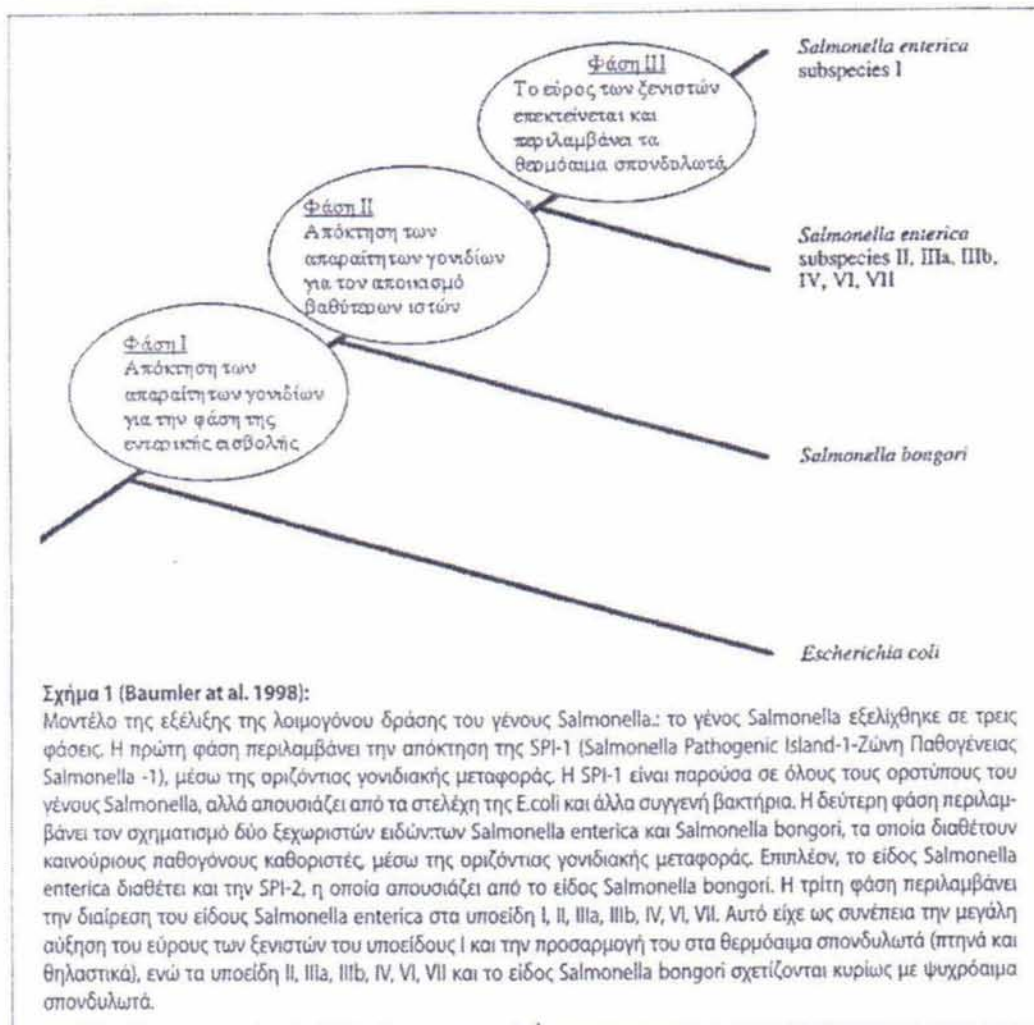 Φάση III
Το εύρος των ξενιστών
επεκτείνεται και
περιλαμβάνει τα
θερμόαιμα σπονδυλωτά
Salmonella enterica
subspecies I
Φάση II
Απόκτηση των
απαραίτητων γονιδίων
για τον αποικισμό
βαθύτερων ιστών
Salmonella enterica
subspecies II, IIIa, IIIb,
IV, VI, VII
Φάση I
Απόκτηση των
απαραίτητων γονιδίων
για την φάση της
εντερικής εισβολής
Salmonella bongori
Escherichia coli
Σχήμα 1 (Baumler at al. 1998):
Μοντέλο της εξέλιξης της λοιμογόνου δράσης του γένους Salmonella.: το γένος Salmonella εξελίχθηκε σε τρεις
φάσεις. Η πρώτη φάση περιλαμβάνει την απόκτηση της SPI-1 (Salmonella Pathogenic Island-1-Ζώνη Παθογένειας
Salmonella -1), μέσω της οριζόντιας γονιδιακής μεταφοράς. Η SPI-1 είναι παρούσα σε όλους τους οροτύπους του
γένους Salmonella, αλλά απουσιάζει από τα στελέχη της E.coli και άλλα συγγενή βακτήρια. Η δεύτερη φάση περιλαμ-
βάνει τον σχηματισμό δύο ξεχωριστών ειδών:των Salmonella enterica και Salmonella bongori, τα οποία διαθέτουν
καινούριους παθογόνους καθοριστές, μέσω της οριζόντιας γονιδιακής μεταφοράς. Επιπλέον, το είδος Salmonella
enterica διαθέτει και την SPI-2, η οποία απουσιάζει από το είδος Salmonella bongori. Η τρίτη φάση περιλαμβάνει
την διαίρεση του είδους Salmonella enterica στα υποείδη I, II, IIIa, IIIb, IV, VI, VII. Αυτό είχε ως συνέπεια την μεγάλη
αύξηση του εύρους των ξενιστών του υποείδους I και την προσαρμογή του στα θερμόαιμα σπονδυλωτά (πτηνά και
θηλαστικά), ενώ τα υποείδη II, IIIa, IIIb, IV, VI, VII και το είδος Salmonella bongori σχετίζονται κυρίως με ψυχρόαιμα
σπονδυλωτά.